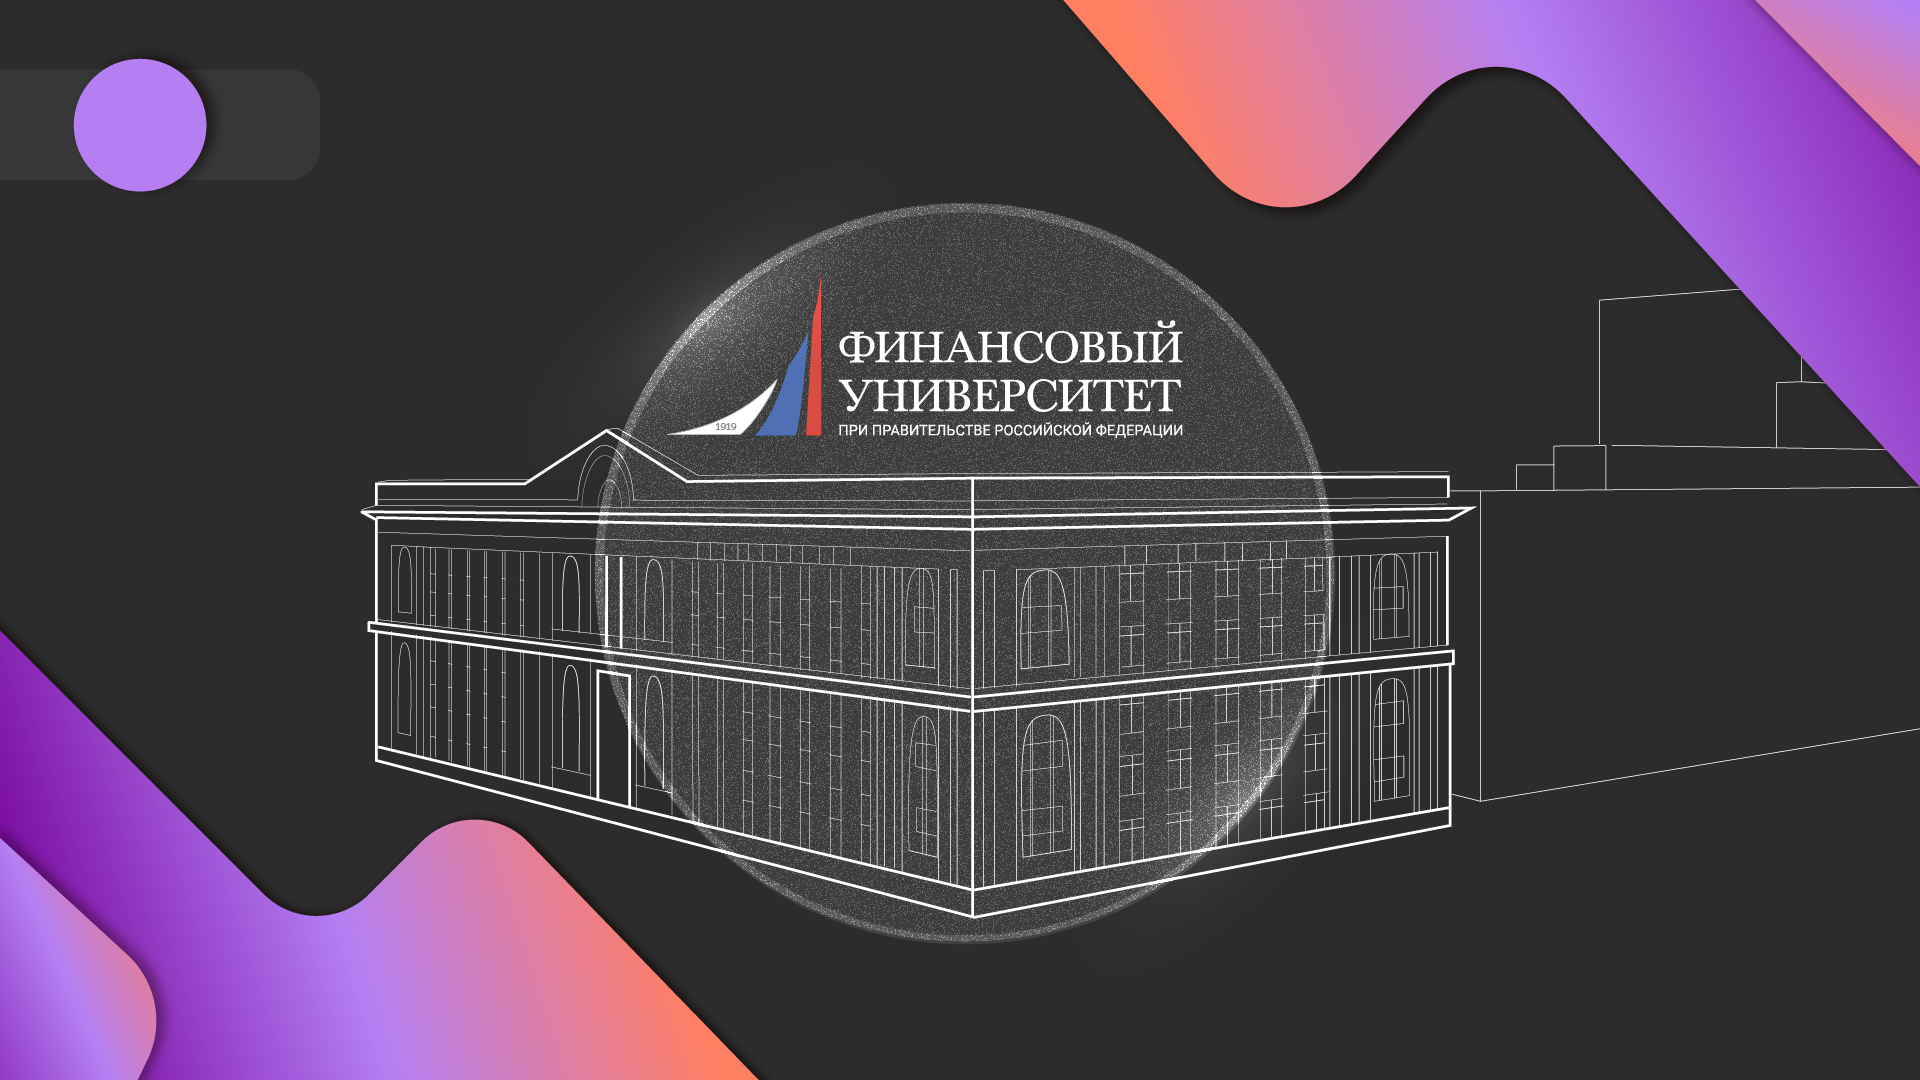 ФИНАНСОВЫЙ
УНИВЕРСИТЕТ
1919
ПРИ ПРАВИТЕЛЬСТВЕ РОССИЙСКОЙ ФЕДЕРАЦИИ